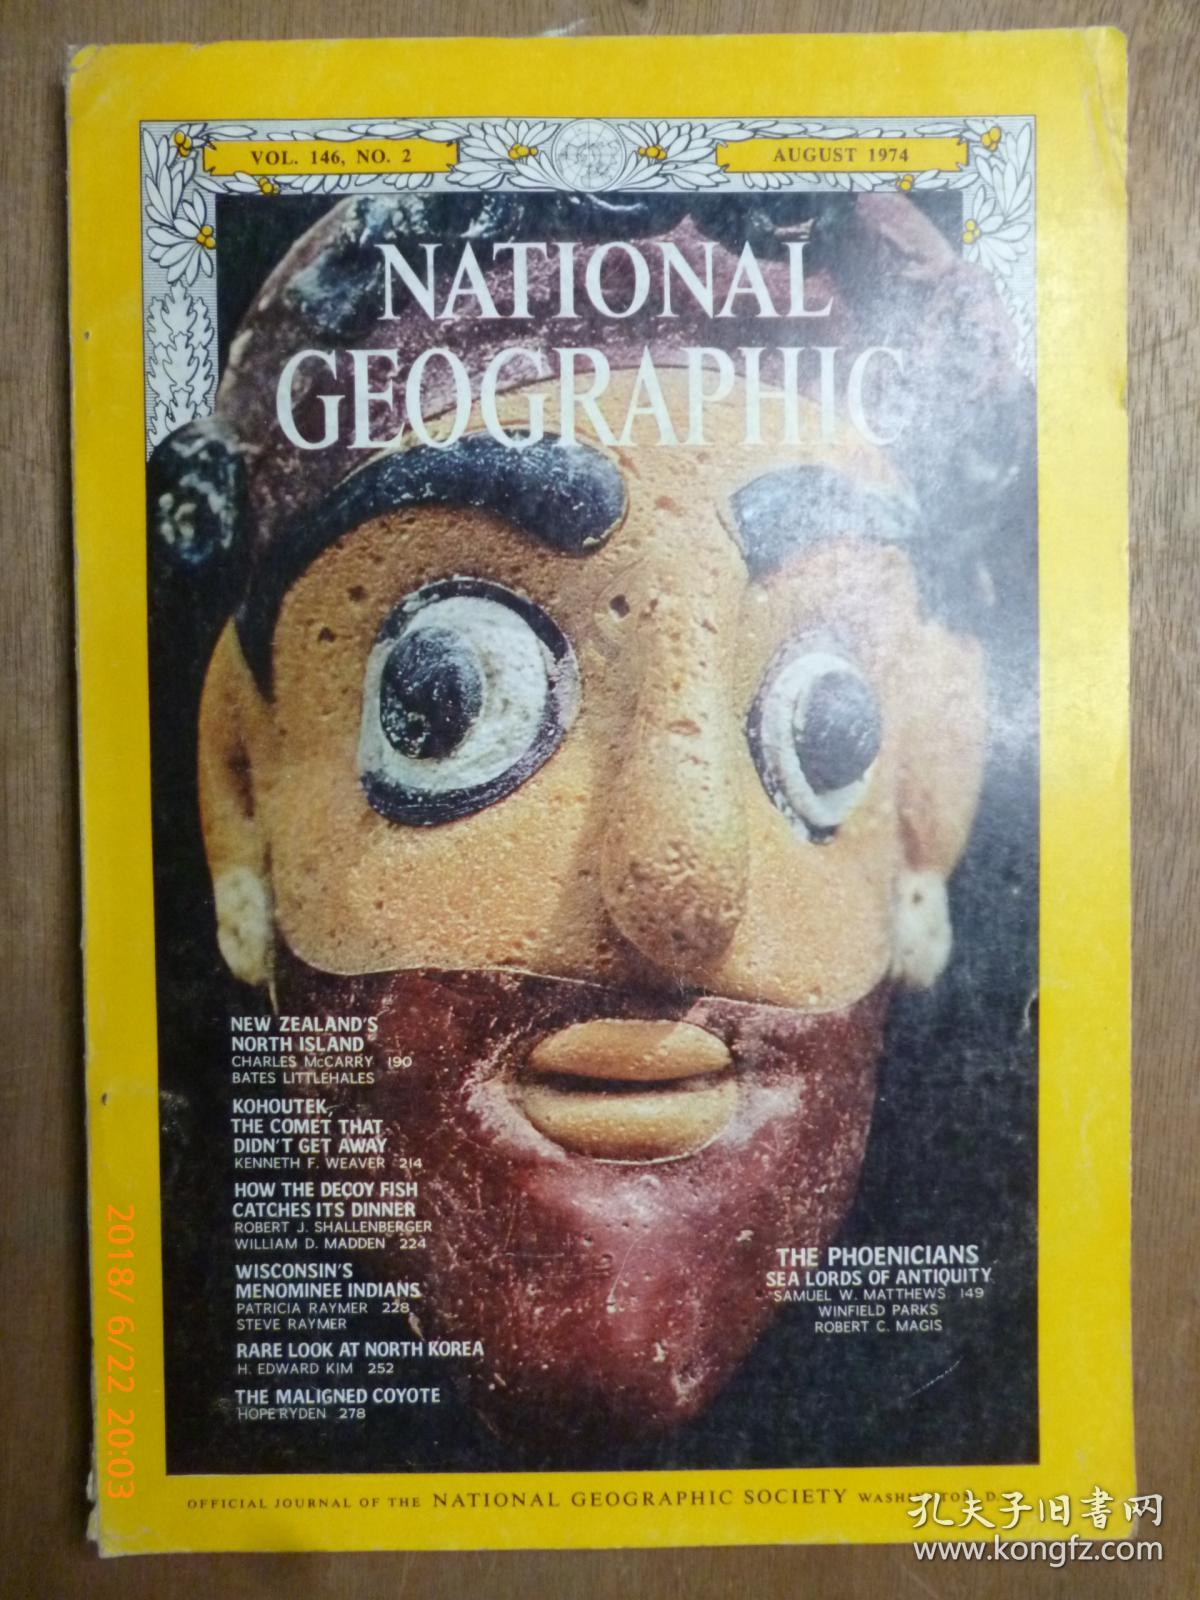 VOL. 146, NO. 2
AUGUST 1974
NATIONAL
GEOGRAPHIC
NEW ZEALAND'S
NORTH ISLAND
CHARLES McCARRY 190
BATES LITTLEHALES
KOHOUTEK,
THE COMET THAT
DIDN'T GET AWAY
KENNETH F. WEAVER 214
HOW THE DECOY FISH
CATCHES ITS DINNER
ROBERT J. SHALLENBERGER
WILLIAM D. MADDEN 224
WISCONSIN'S
MENOMINEE INDIANS
PATRICIA RAYMER 228
STEVE RAYMER
RARE LOOK AT NORTH KOREA
H. EDWARD KIM 252
THE MALIGNED COYOTE
HOPE RYDEN 278
THE PHOENICIANS
SEA LORDS OF ANTIQUITY
SAMUEL W. MATTHEWS 149
WINFIELD PARKS
ROBERT C. MAGIS
OFFICIAL JOURNAL OF THE NATIONAL GEOGRAPHIC SOCIETY WASHINGTON, D.
2018/ 6/22 20:03
孔夫子旧书网
www.kongfz.com